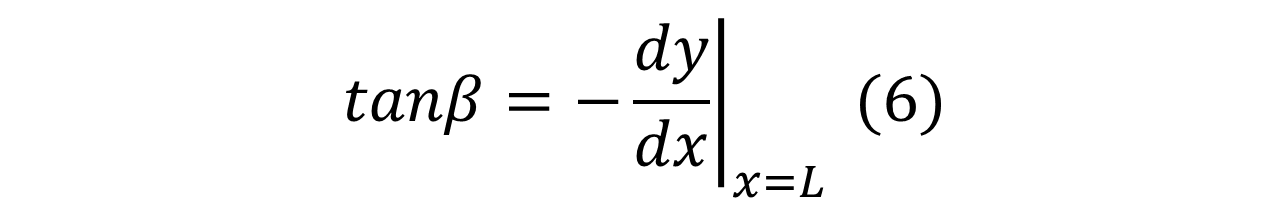 tanβ = −dy/dx|x=L (6)